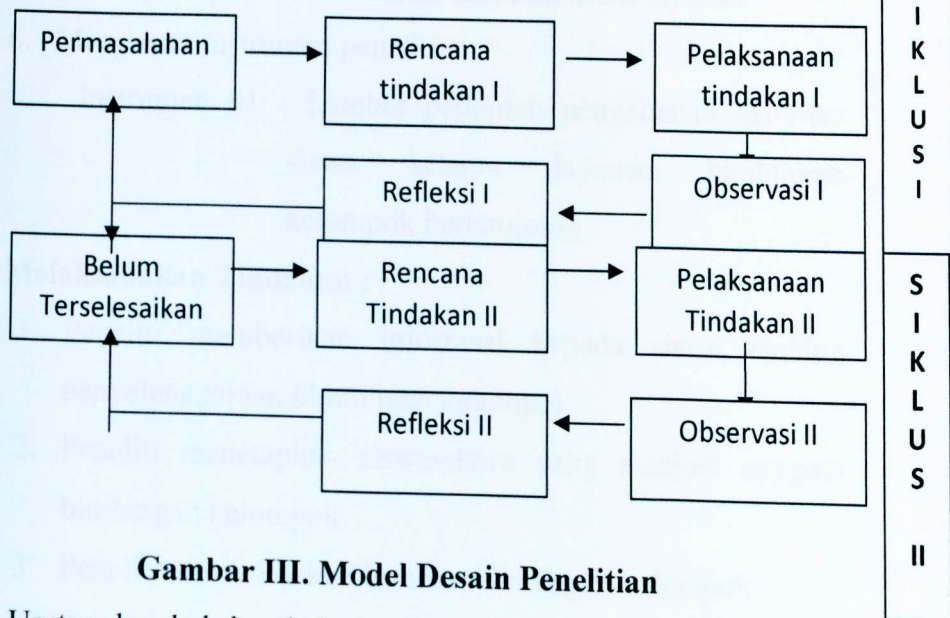 Permasalahan
Rencana
tindakan I
Pelaksanaan
tindakan I
I
K
L
U
S
I
Refleksi I
Observasi I
Belum
Terselesaikan
Rencana
Tindakan II
Pelaksanaan
Tindakan II
S
I
K
L
U
S
II
Refleksi II
Observasi II
Gambar III. Model Desain Penelitian